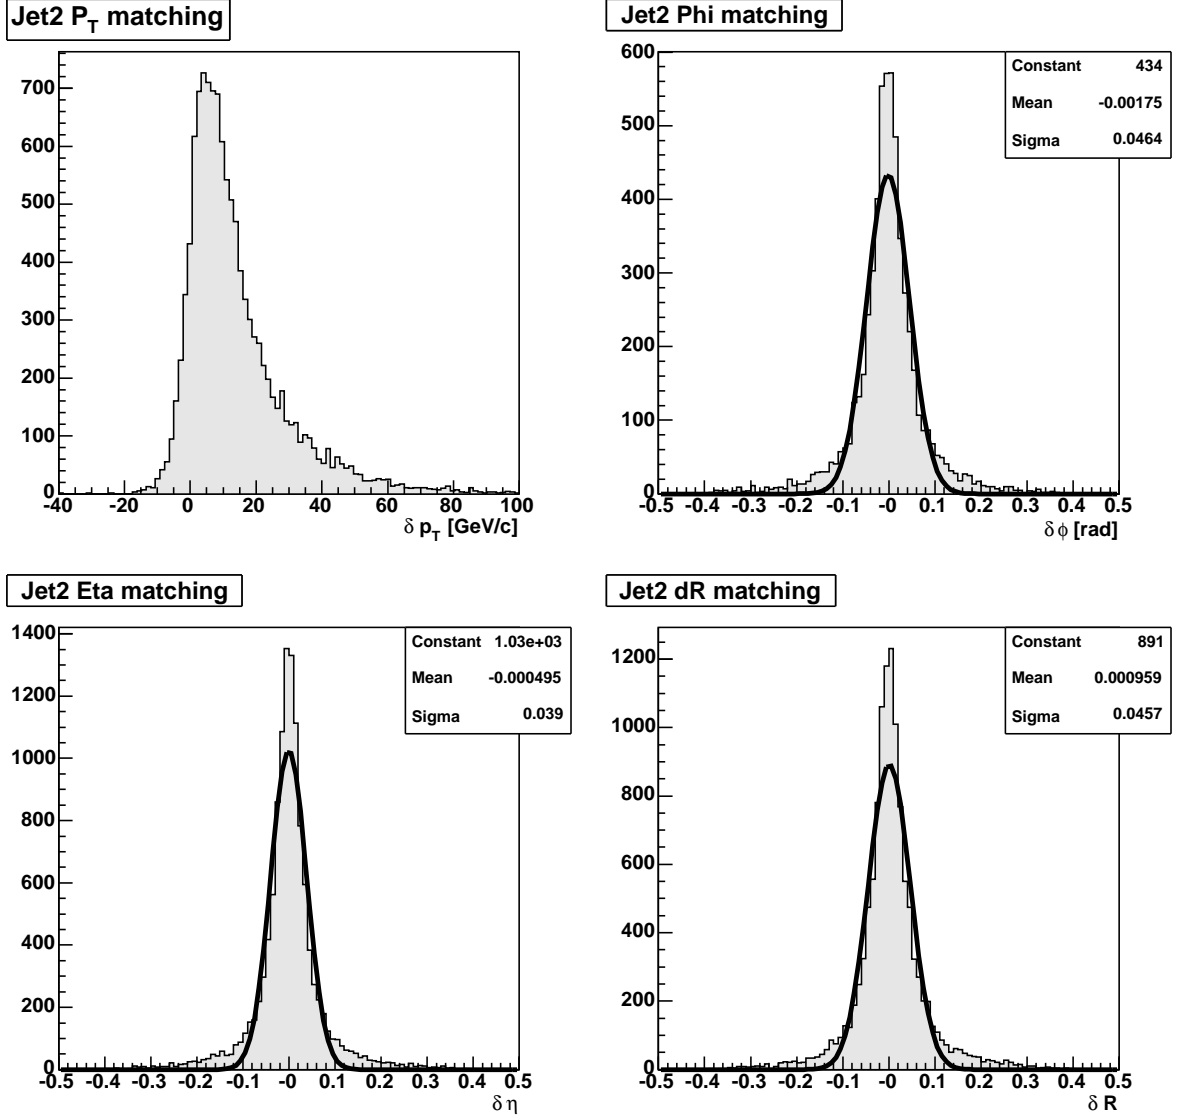 Jet2 P_T matching
700
600
500
400
300
200
100
0
-40 -20 0 20 40 60 80 100
δ p_T [GeV/c]
Jet2 Phi matching
Constant 434
Mean -0.00175
Sigma 0.0464
600
500
400
300
200
100
0
-0.5 -0.4 -0.3 -0.2 -0.1 -0 0.1 0.2 0.3 0.4 0.5
δ ϕ [rad]
Jet2 Eta matching
Constant 1.03e+03
Mean -0.000495
Sigma 0.039
1400
1200
1000
800
600
400
200
0
-0.5 -0.4 -0.3 -0.2 -0.1 -0 0.1 0.2 0.3 0.4 0.5
δ η
Jet2 dR matching
Constant 891
Mean 0.000959
Sigma 0.0457
1200
1000
800
600
400
200
0
-0.5 -0.4 -0.3 -0.2 -0.1 -0 0.1 0.2 0.3 0.4 0.5
δ R